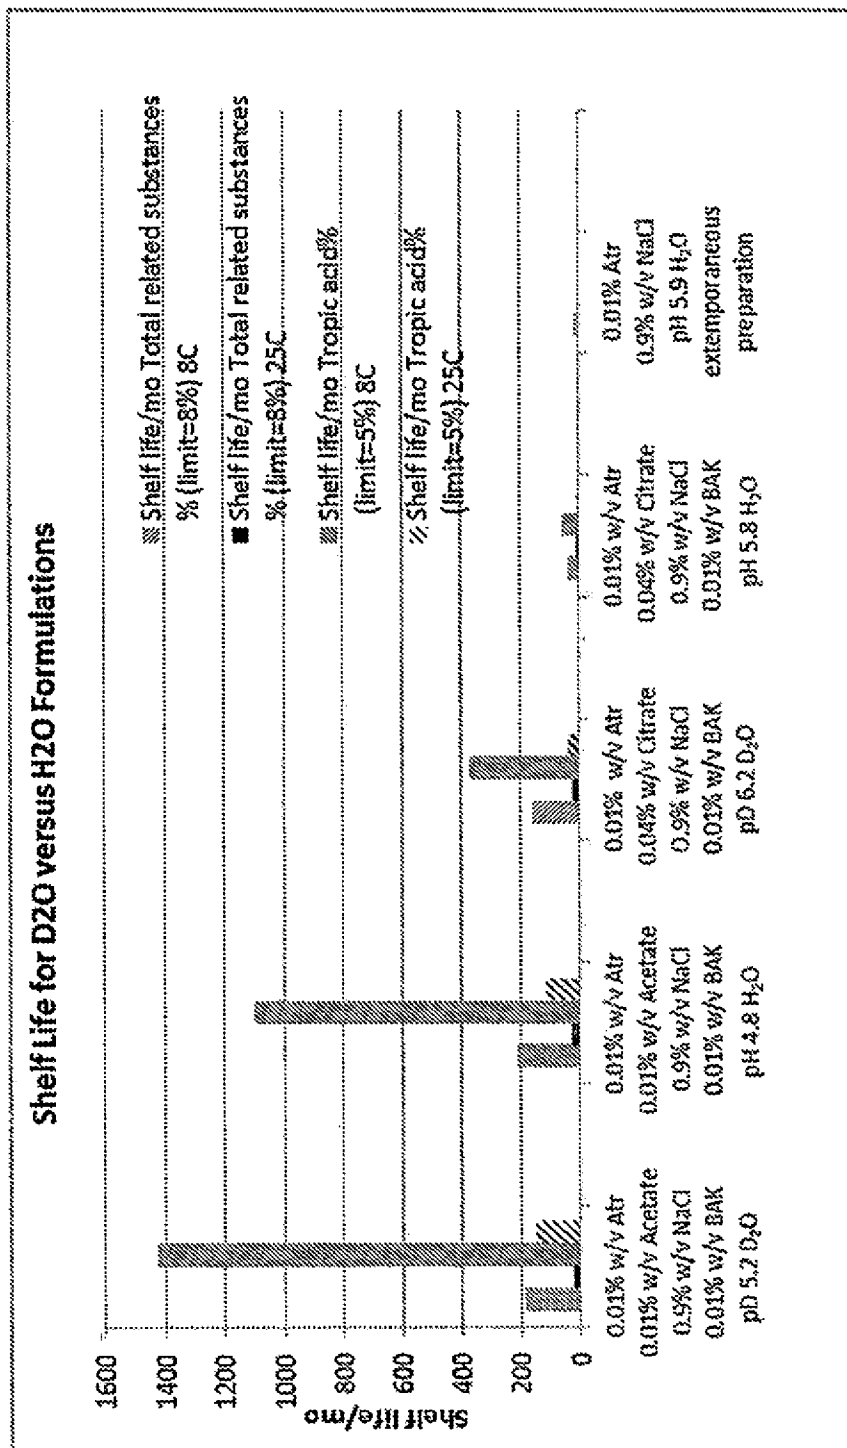 Shelf Life for D2O versus H2O Formulations
1600
1400
1200
1000
800
600
400
200
0
Shelf life/mo
Shelf life/mo Total related substances
% (limit=8%) 8C
Shelf life/mo Total related substances
% (limit=8%) 25C
Shelf life/mo Tropic acid%
(limit=5%) 8C
Shelf life/mo Tropic acid%
(limit=5%) 25C
0.01% w/v Atr
0.01% w/v Acetate
0.9% w/v NaCl
0.01% w/v BAK
pD 5.2 D₂O
0.01% w/v Atr
0.01% w/v Acetate
0.9% w/v NaCl
0.01% w/v BAK
pH 4.8 H₂O
0.01% w/v Atr
0.04% w/v Citrate
0.9% w/v NaCl
0.01% w/v BAK
pD 6.2 D₂O
0.01% w/v Atr
0.04% w/v Citrate
0.9% w/v NaCl
0.01% w/v BAK
pH 5.8 H₂O
0.01% Atr
0.9% w/v NaCl
pH 5.9 H₂O
extemporaneous
preparation